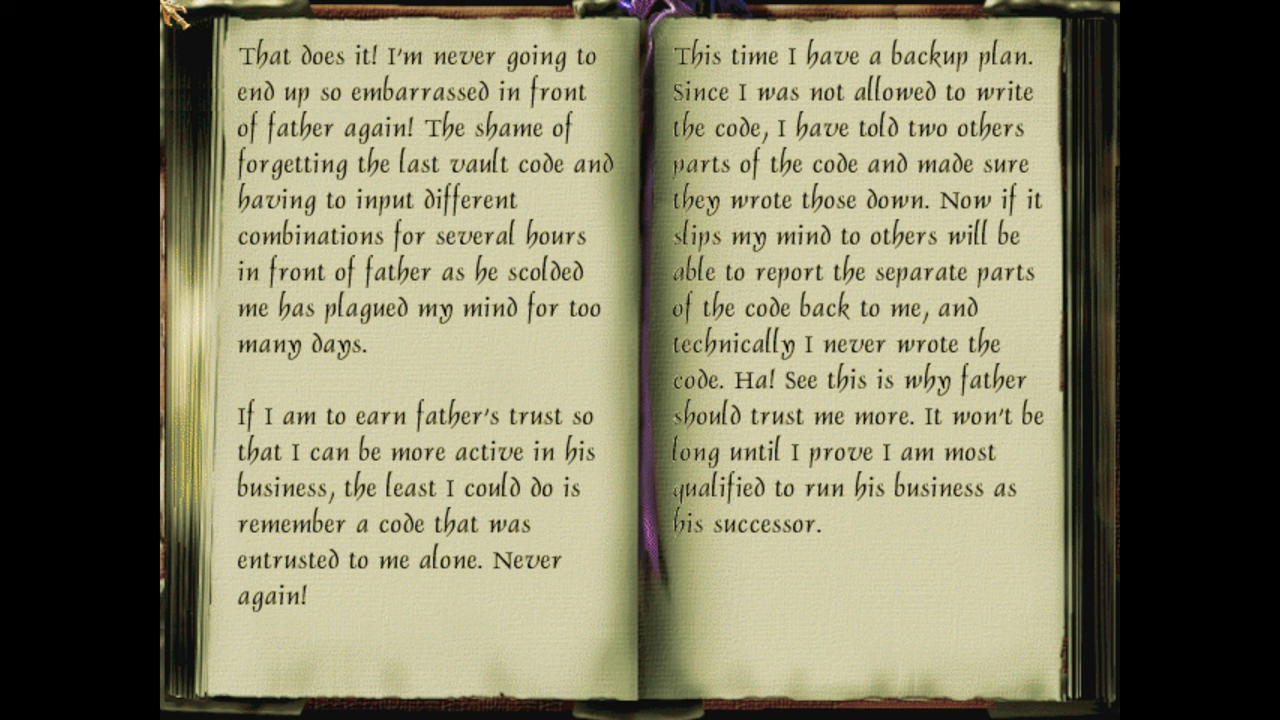 That does it! I'm never going to
end up so embarrassed in front
of father again! The shame of
forgetting the last vault code and
having to input different
combinations for several hours
in front of father as he scolded
me has plagued my mind for too
many days.
If I am to earn father's trust so
that I can be more active in his
business, the least I could do is
remember a code that was
entrusted to me alone. Never
again!
This time I have a backup plan.
Since I was not allowed to write
the code, I have told two others
parts of the code and made sure
they wrote those down. Now if it
slips my mind to others will be
able to report the separate parts
of the code back to me, and
technically I never wrote the
code. Ha! See this is why father
should trust me more. It won't be
long until I prove I am most
qualified to run his business as
his successor.